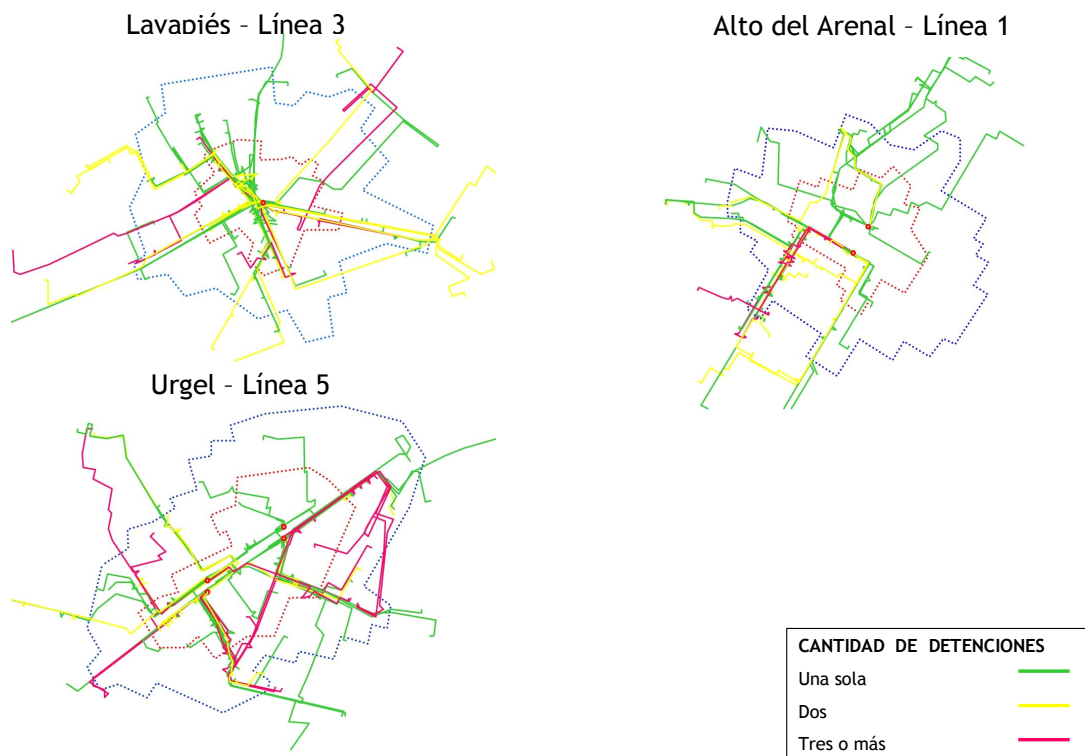 Lavapiés - Línea 3
Alto del Arenal - Línea 1
Urgel - Línea 5
CANTIDAD DE DETENCIONES
Una sola
Dos
Tres o más